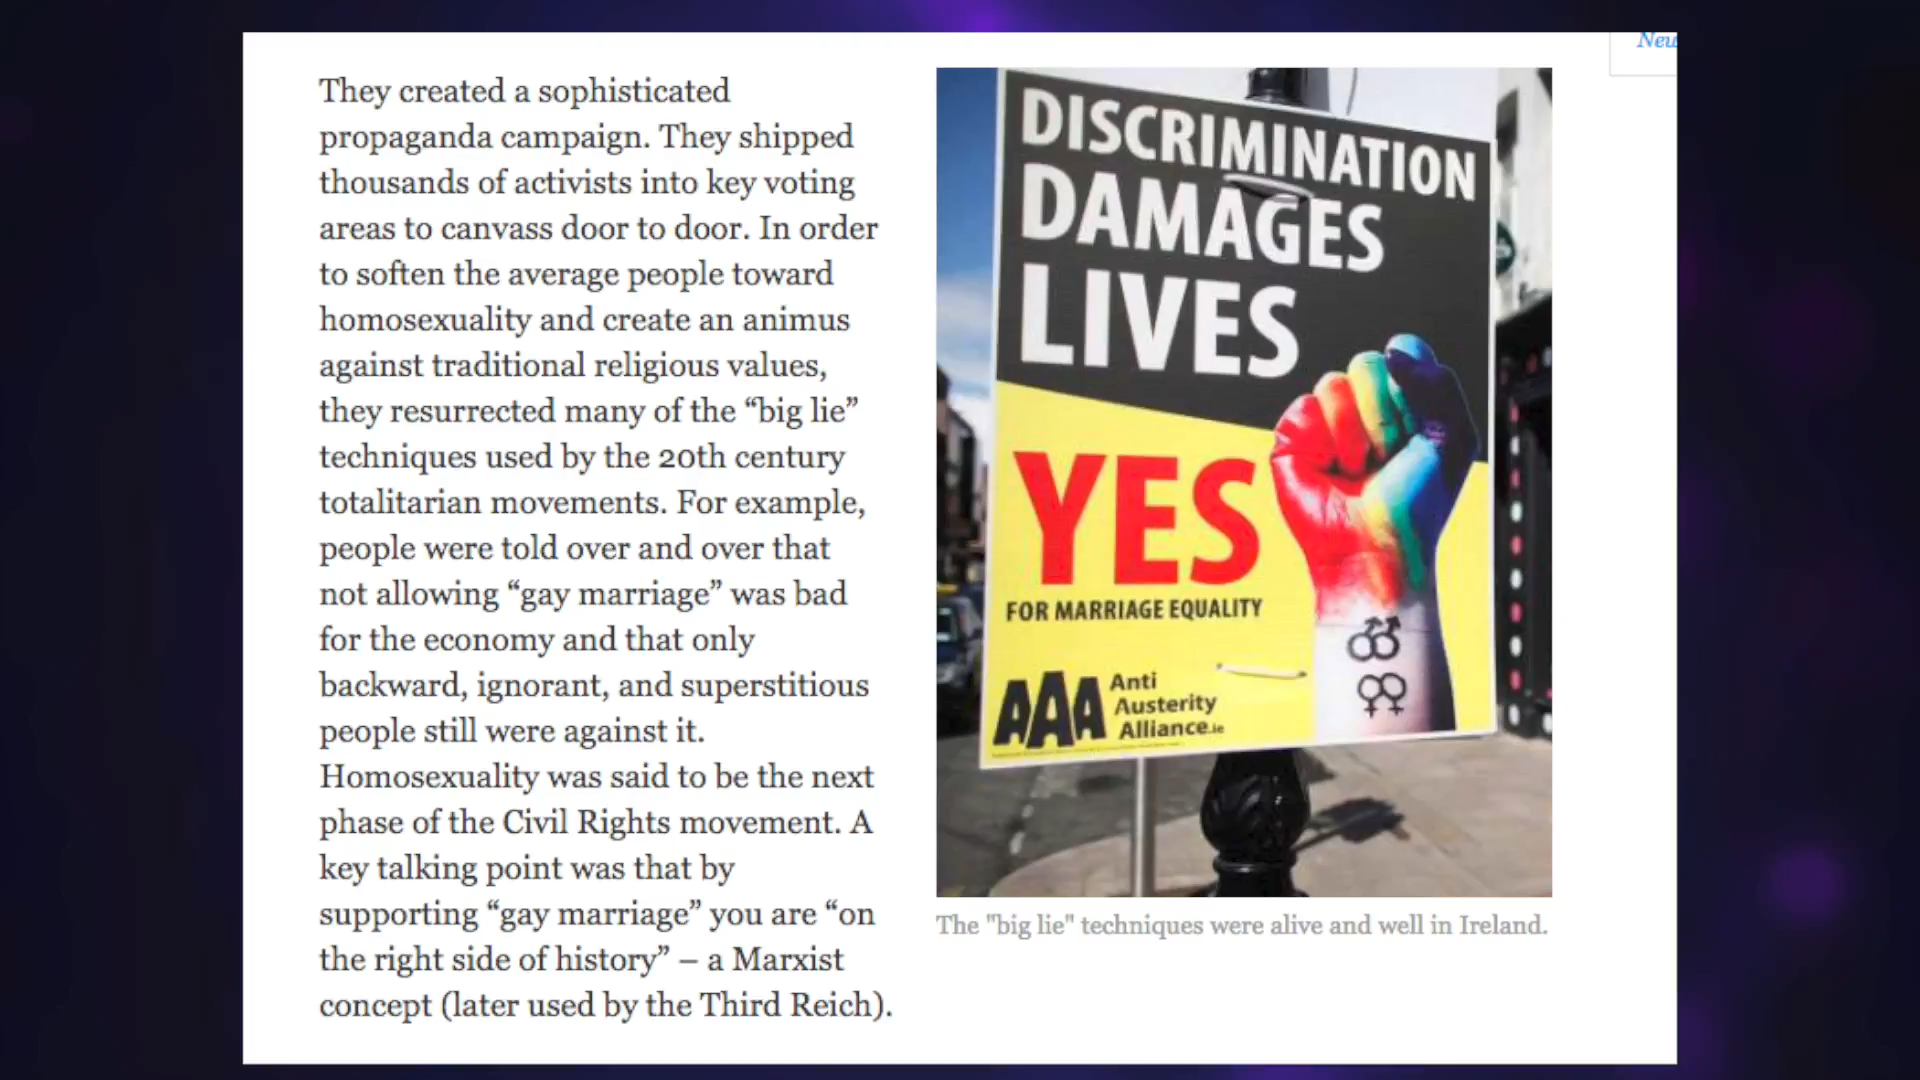 New
They created a sophisticated
propaganda campaign. They shipped
thousands of activists into key voting
areas to canvass door to door. In order
to soften the average people toward
homosexuality and create an animus
against traditional religious values,
they resurrected many of the “big lie”
techniques used by the 20th century
totalitarian movements. For example,
people were told over and over that
not allowing “gay marriage” was bad
for the economy and that only
backward, ignorant, and superstitious
people still were against it.
Homosexuality was said to be the next
phase of the Civil Rights movement. A
key talking point was that by
supporting “gay marriage” you are “on
the right side of history” – a Marxist
concept (later used by the Third Reich).
DISCRIMINATION
DAMAGES
LIVES
YES
FOR MARRIAGE EQUALITY
AAA
Anti
Austerity
Alliance.ie
The "big lie" techniques were alive and well in Ireland.